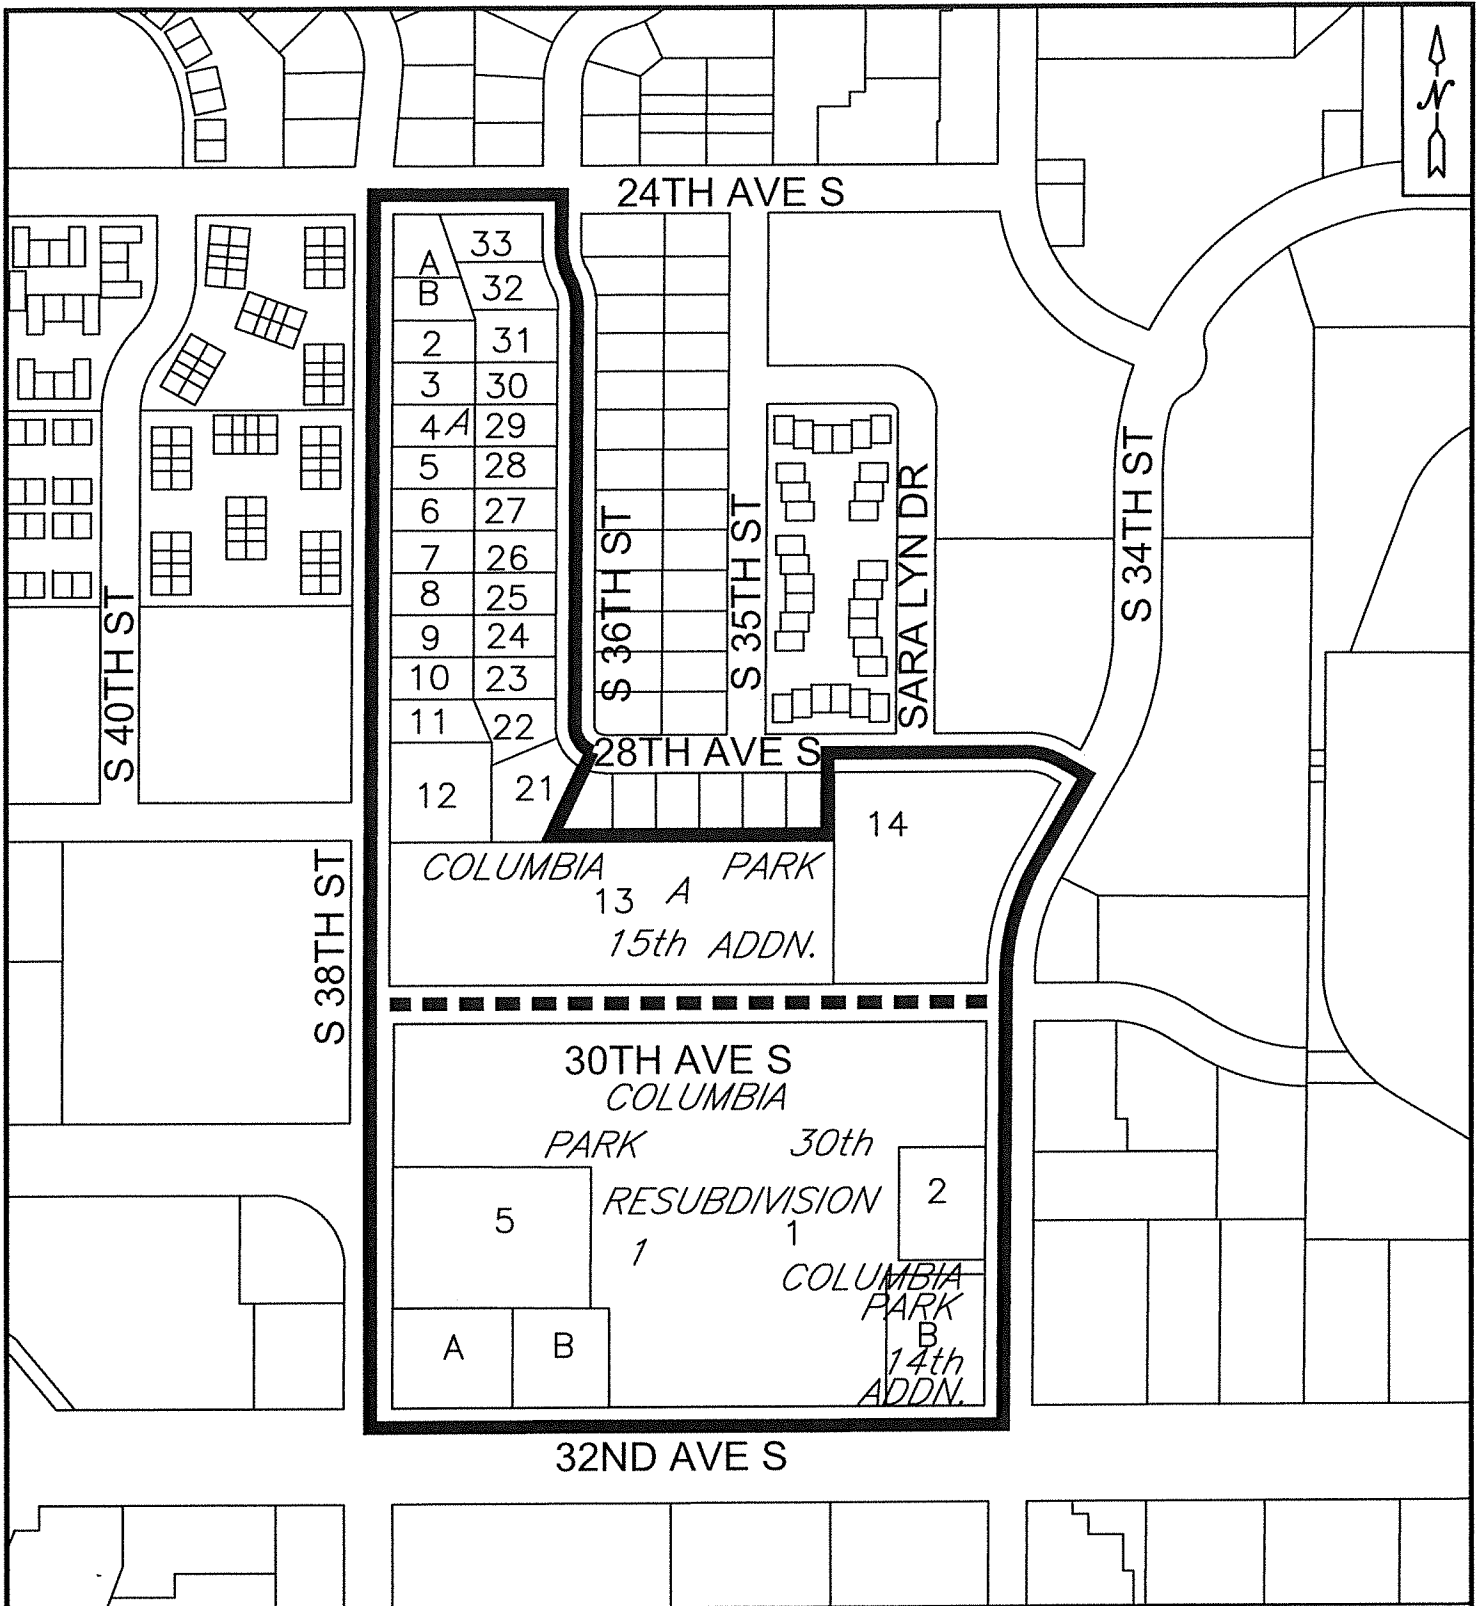 N
24TH AVE S
33
A
B
32
2
31
3
30
4 A 29
5
28
6
27
7
26
8
25
9
24
10
23
11
22
12
21
S 40TH ST
S 38TH ST
S 36TH ST
S 35TH ST
SARA LYN DR
S 34TH ST
28TH AVE S
14
COLUMBIA PARK
13 A
15th ADDN.
30TH AVE S
COLUMBIA
PARK 30th
RESUBDIVISION
2
5
1
1
COLUMBIA
PARK
B
14th
ADDN.
A
B
32ND AVE S